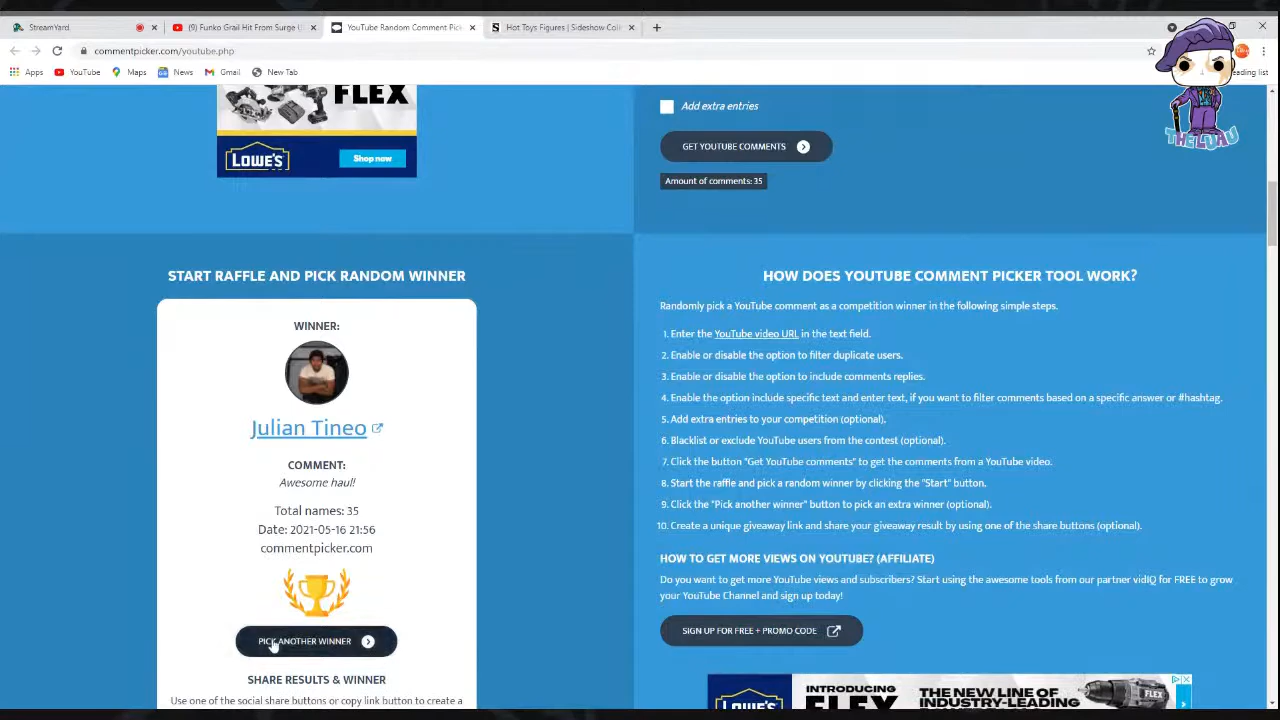 StreamYard
(9) Funko Grail Hit From Surge U
YouTube Random Comment Pick
Hot Toys Figures | Sideshow Coll
commentpicker.com/youtube.php
Apps
YouTube
Maps
News
Gmail
New Tab
THE LUAU
FLEX
LOWE'S
Shop now
Add extra entries
GET YOUTUBE COMMENTS
Amount of comments: 35
START RAFFLE AND PICK RANDOM WINNER
WINNER:
Julian Tineo
COMMENT:
Awesome haul!
Total names: 35
Date: 2021-05-16 21:56
commentpicker.com
PICK ANOTHER WINNER
SHARE RESULTS & WINNER
Use one of the social share buttons or copy link button to create a
HOW DOES YOUTUBE COMMENT PICKER TOOL WORK?
Randomly pick a YouTube comment as a competition winner in the following simple steps.
1. Enter the YouTube video URL in the text field.
2. Enable or disable the option to filter duplicate users.
3. Enable or disable the option to include comments replies.
4. Enable the option include specific text and enter text, if you want to filter comments based on a specific answer or #hashtag.
5. Add extra entries to your competition (optional).
6. Blacklist or exclude YouTube users from the contest (optional).
7. Click the button "Get YouTube comments" to get the comments from a YouTube video.
8. Start the raffle and pick a random winner by clicking the "Start" button.
9. Click the "Pick another winner" button to pick an extra winner (optional).
10. Create a unique giveaway link and share your giveaway result by using one of the share buttons (optional).
HOW TO GET MORE VIEWS ON YOUTUBE? (AFFILIATE)
Do you want to get more YouTube views and subscribers? Start using the awesome tools from our partner vidIQ for FREE to grow
your YouTube Channel and sign up today!
SIGN UP FOR FREE + PROMO CODE
LOWE'S
INTRODUCING
FLEX
THE NEW LINE OF
INDUSTRY-LEADING
FLEX